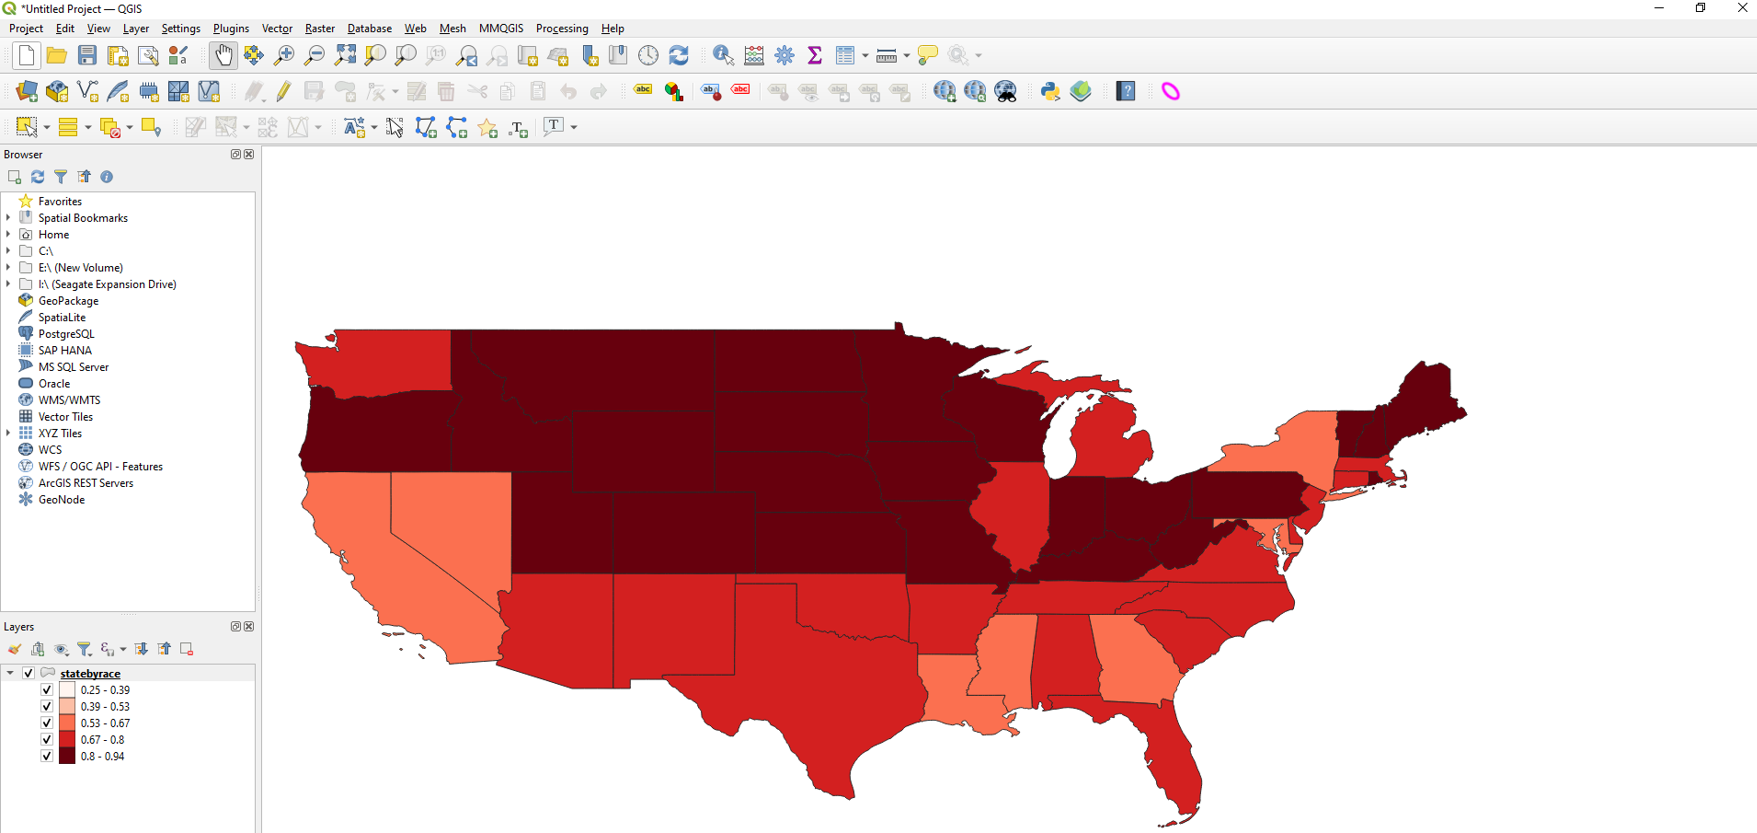 *Untitled Project — QGIS
Project Edit View Layer Settings Plugins Vector Raster Database Web Mesh MMQGIS Processing Help
Browser
Favorites
Spatial Bookmarks
Home
C:\
E:\ (New Volume)
I:\ (Seagate Expansion Drive)
GeoPackage
SpatiaLite
PostgreSQL
SAP HANA
MS SQL Server
Oracle
WMS/WMTS
Vector Tiles
XYZ Tiles
WCS
WFS / OGC API - Features
ArcGIS REST Servers
GeoNode
Layers
statebyrace
0.25 - 0.39
0.39 - 0.53
0.53 - 0.67
0.67 - 0.8
0.8 - 0.94